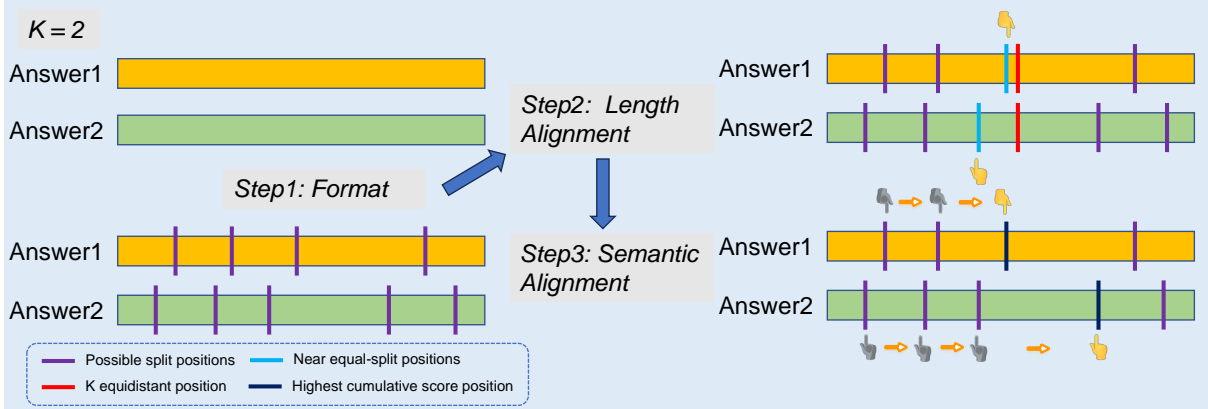 K = 2
Answer1
Answer2
Step1: Format
Answer1
Answer2
Step2: Length
Alignment
Step3: Semantic
Alignment
Answer1
Answer2
Answer1
Answer2
Possible split positions
Near equal-split positions
K equidistant position
Highest cumulative score position